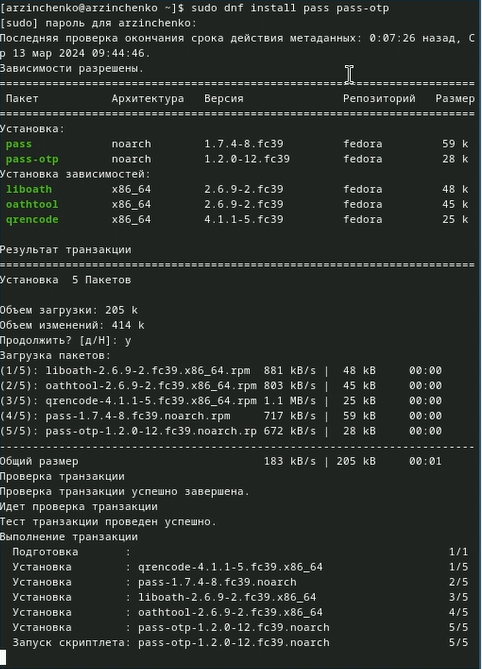 [arzinchenko@arzinchenko ~]$ sudo dnf install pass pass-otp
[sudo] пароль для arzinchenko:
Последняя проверка окончания срока действия метаданных: 0:07:26 назад, С
р 13 мар 2024 09:44:46.
Зависимости разрешены.
================================================================================
Пакет Архитектура Версия Репозиторий Размер
================================================================================
Установка:
pass noarch 1.7.4-8.fc39 fedora 59 k
pass-otp noarch 1.2.0-12.fc39 fedora 28 k
Установка зависимостей:
liboath x86_64 2.6.9-2.fc39 fedora 48 k
oathtool x86_64 2.6.9-2.fc39 fedora 45 k
qrencode x86_64 4.1.1-5.fc39 fedora 25 k
Результат транзакции
================================================================================
Установка 5 Пакетов
Объем загрузки: 205 k
Объем изменений: 414 k
Продолжить? [д/Н]: y
Загрузка пакетов:
(1/5): liboath-2.6.9-2.fc39.x86_64.rpm 881 kB/s | 48 kB 00:00
(2/5): oathtool-2.6.9-2.fc39.x86_64.rpm 803 kB/s | 45 kB 00:00
(3/5): qrencode-4.1.1-5.fc39.x86_64.rpm 1.1 MB/s | 25 kB 00:00
(4/5): pass-1.7.4-8.fc39.noarch.rpm 717 kB/s | 59 kB 00:00
(5/5): pass-otp-1.2.0-12.fc39.noarch.rp 672 kB/s | 28 kB 00:00
--------------------------------------------------------------------------------
Общий размер 183 kB/s | 205 kB 00:01
Проверка транзакции
Проверка транзакции успешно завершена.
Идет проверка транзакции
Тест транзакции проведен успешно.
Выполнение транзакции
Подготовка : 1/1
Установка : qrencode-4.1.1-5.fc39.x86_64 1/5
Установка : pass-1.7.4-8.fc39.noarch 2/5
Установка : liboath-2.6.9-2.fc39.x86_64 3/5
Установка : oathtool-2.6.9-2.fc39.x86_64 4/5
Установка : pass-otp-1.2.0-12.fc39.noarch 5/5
Запуск скриптлета: pass-otp-1.2.0-12.fc39.noarch 5/5